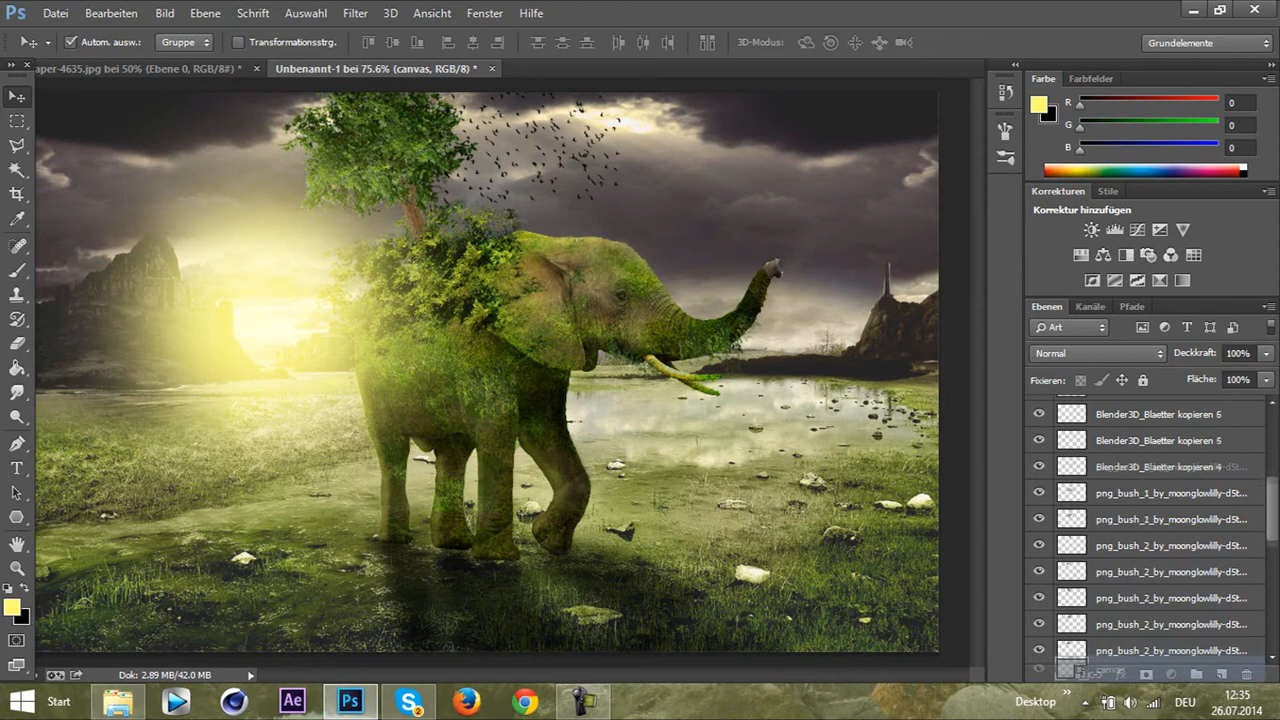 Ps Datei Bearbeiten Bild Ebene Schrift Auswahl Filter 3D Ansicht Fenster Hilfe
Autom. ausw.: Gruppe Transformationsstrg. 3D-Modus: Grundelemente
aper-4635.jpg bei 50% (Ebene 0, RGB/8#) * × Unbenannt-1 bei 75.6% (canvas, RGB/8) * ×
Farbe Farbfelder
R 0
G 0
B 0
Korrekturen Stile
Korrektur hinzufügen
Ebenen Kanäle Pfade
Art
Normal Deckkraft: 100%
Fixieren: Fläche: 100%
Blender3D_Blaetter kopieren 6
Blender3D_Blaetter kopieren 5
Blender3D_Blaetter kopieren 4
png_bush_1_by_moonglowlilly-d5t...
png_bush_1_by_moonglowlilly-d5t...
png_bush_2_by_moonglowlilly-d5t...
png_bush_2_by_moonglowlilly-d5t...
png_bush_2_by_moonglowlilly-d5t...
png_bush_2_by_moonglowlilly-d5t...
png_bush_2_by_moonglowlilly-d5t...
canvas
Dok: 2.89 MB/42.0 MB
Start Ae Ps 2 Desktop » DEU 12:35
26.07.2014